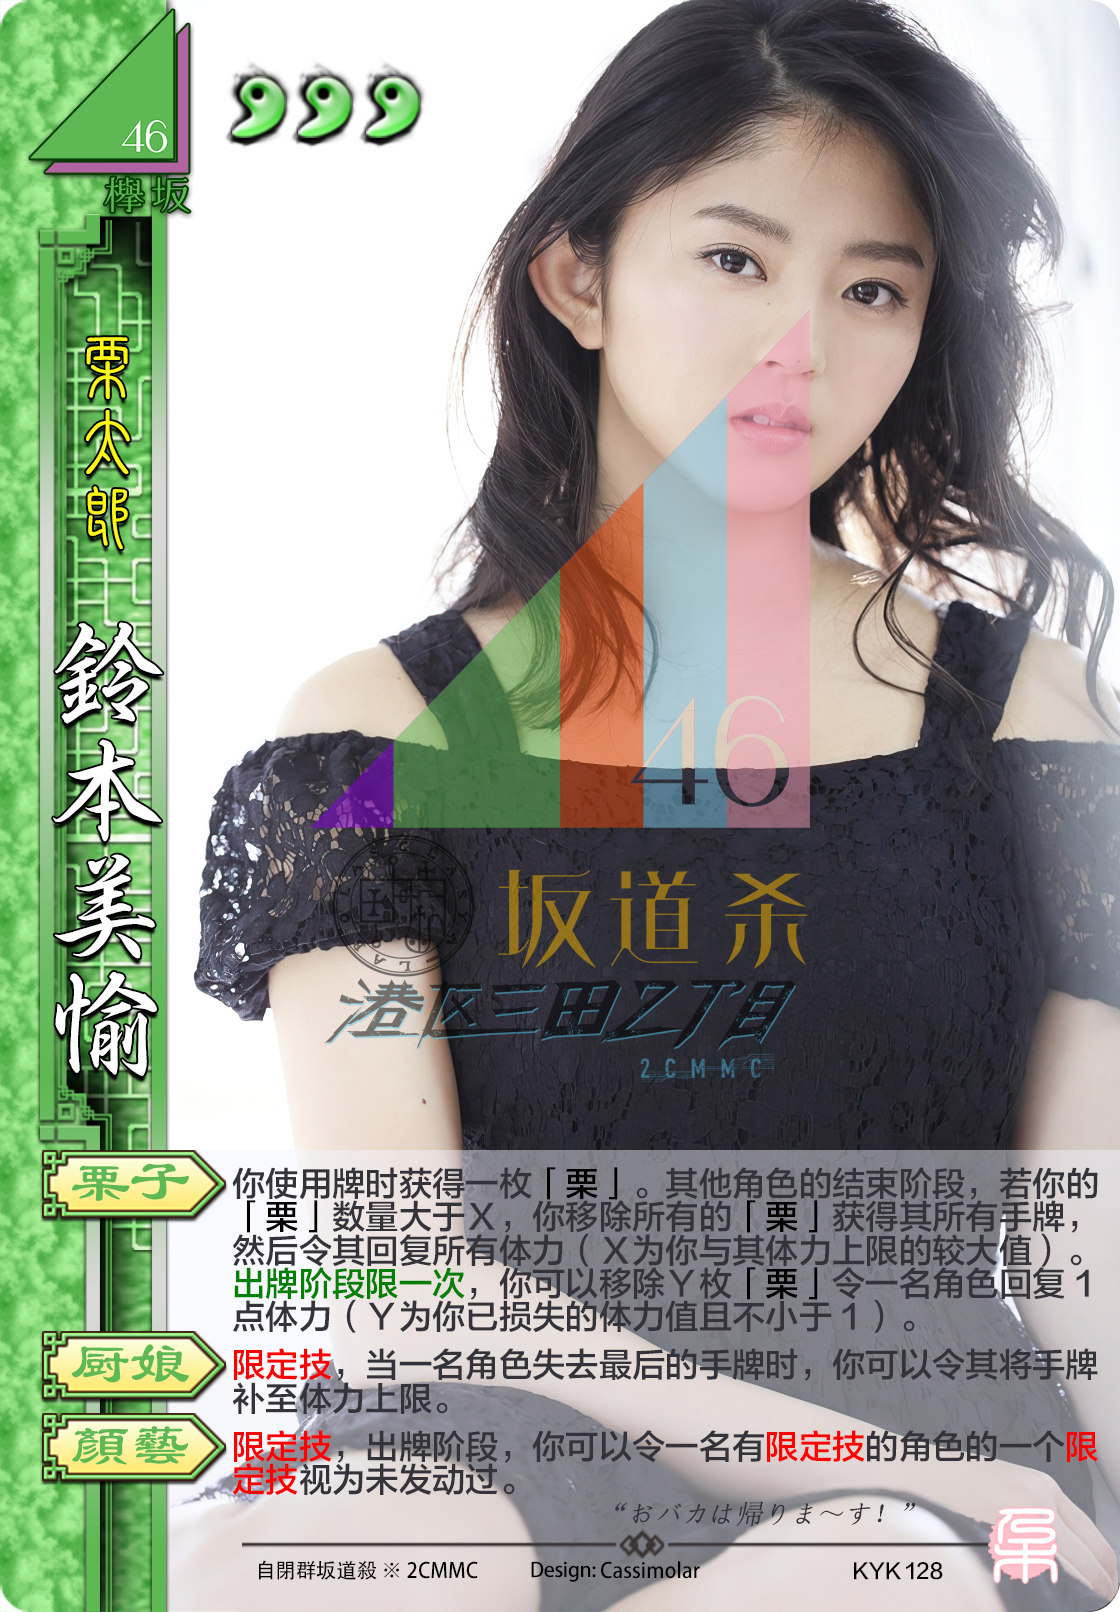 46
欅坂
栗太郎
鈴本美愉
46
坂道杀
港区三田2丁目
2CMMC
栗子
你使用牌时获得一枚「栗」。其他角色的结束阶段，若你的
「栗」数量大于X，你移除所有的「栗」获得其所有手牌，
然后令其回复所有体力（X为你与其体力上限的较大值）。
出牌阶段限一次，你可以移除Y枚「栗」令一名角色回复1
点体力（Y为你已损失的体力值且不小于1）。
厨娘
限定技，当一名角色失去最后的手牌时，你可以令其将手牌
补至体力上限。
顔藝
限定技，出牌阶段，你可以令一名有限定技的角色的一个限
定技视为未发动过。
“おバカは帰りま〜す！”
自閉群坂道殺 ※ 2CMMC Design: Cassimolar KYK 128